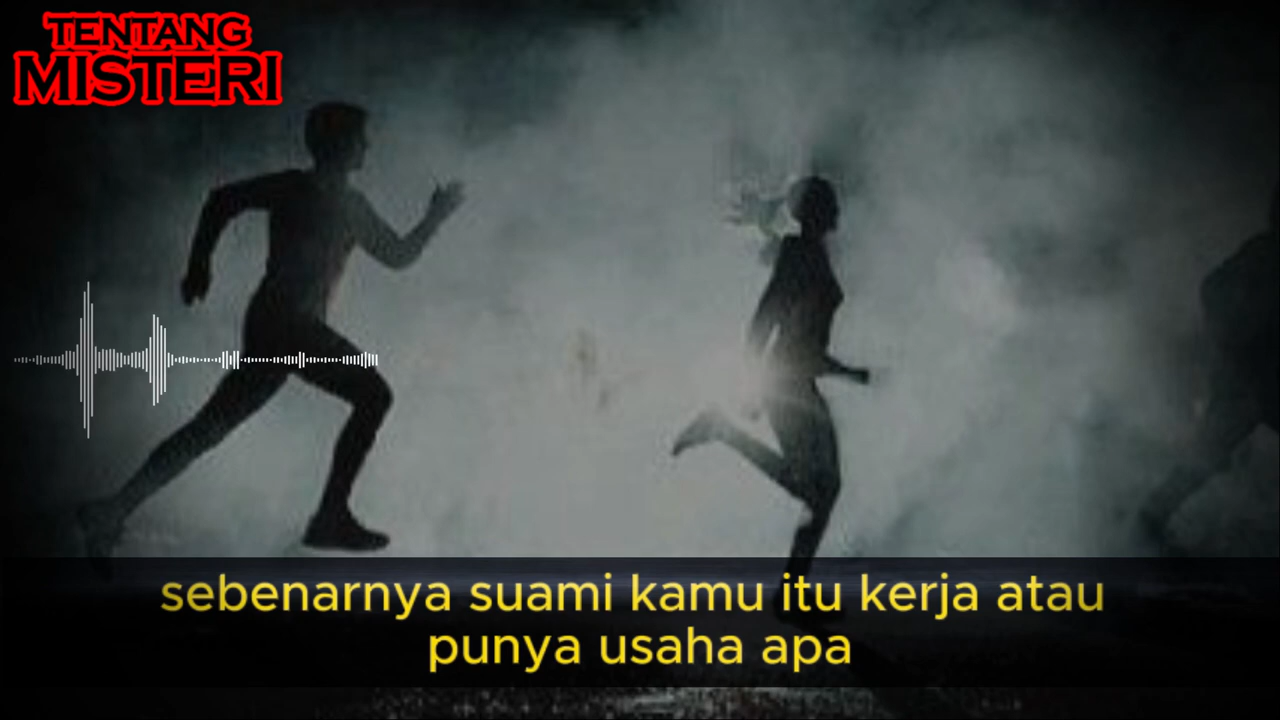 TENTANG
MISTERI
sebenarnya suami kamu itu kerja atau
punya usaha apa